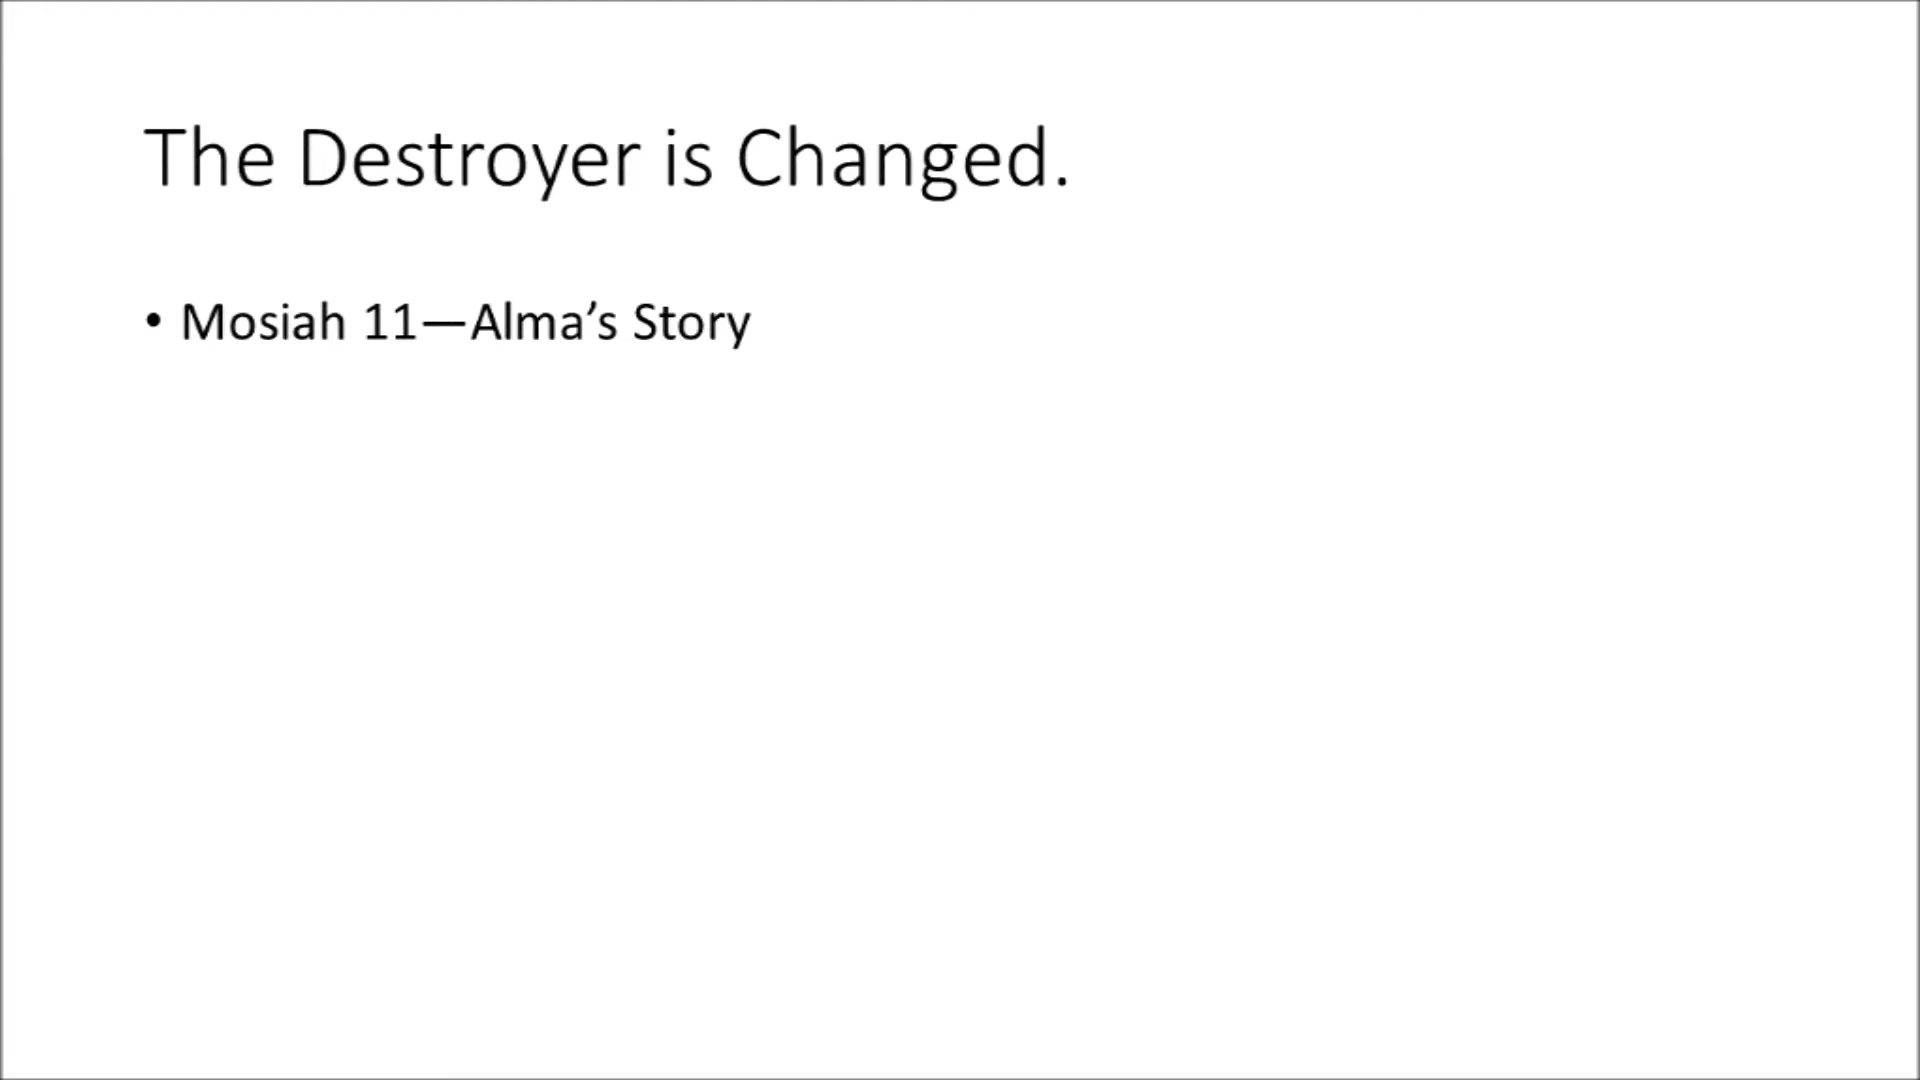 The Destroyer is Changed.
• Mosiah 11—Alma’s Story